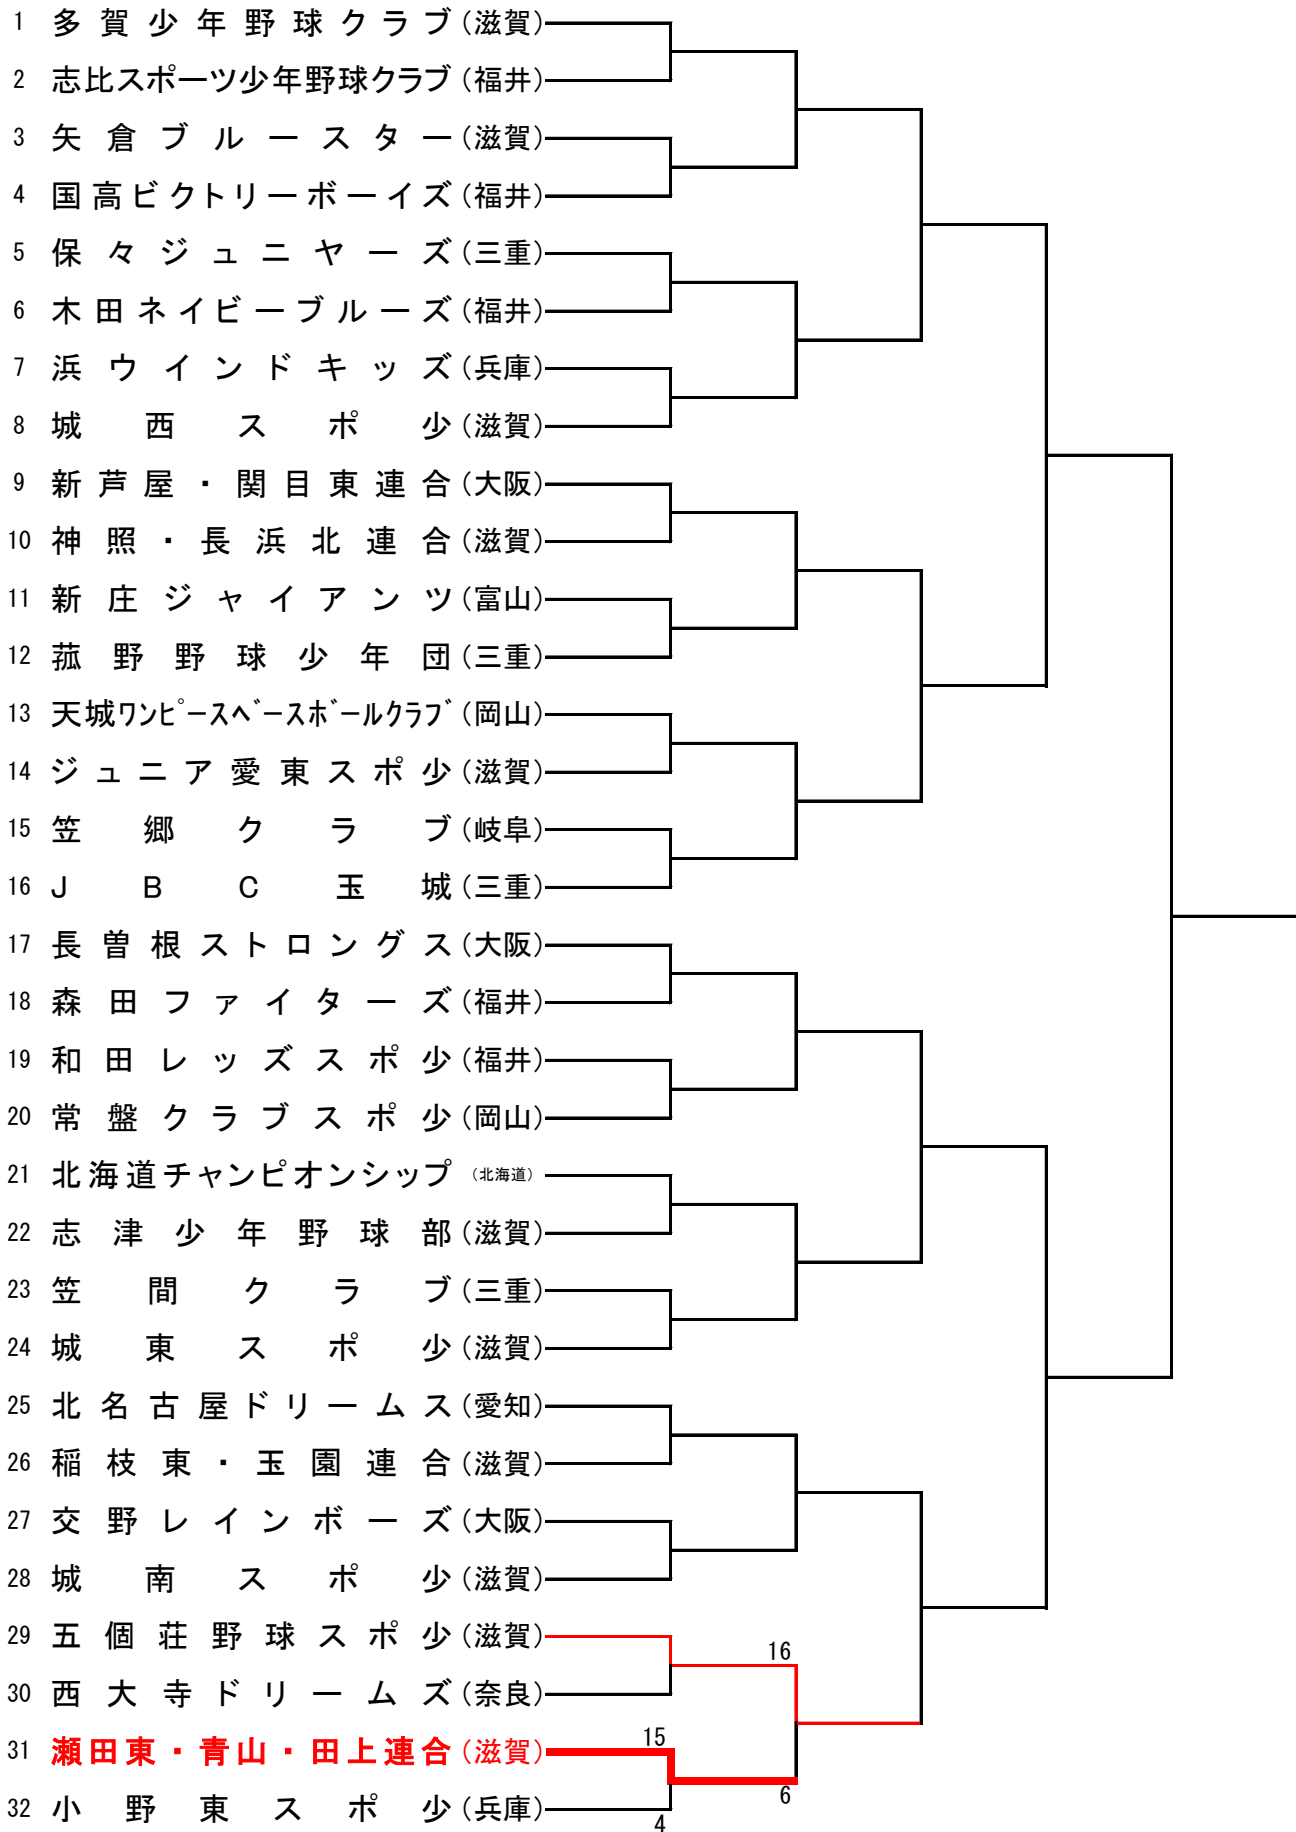 1 多賀少年野球クラブ(滋賀)
2 志比スポーツ少年野球クラブ(福井)
3 矢倉ブルースター(滋賀)
4 国高ビクトリーボーイズ(福井)
5 保々ジュニヤーズ(三重)
6 木田ネイビーブルーズ(福井)
7 浜ウインドキッズ(兵庫)
8 城西スポ少(滋賀)
9 新芦屋・関目東連合(大阪)
10 神照・長浜北連合(滋賀)
11 新庄ジャイアンツ(富山)
12 菰野野球少年団(三重)
13 天城ワンピースベースボールクラブ(岡山)
14 ジュニア愛東スポ少(滋賀)
15 笠郷クラブ(岐阜)
16 JBC玉城(三重)
17 長曽根ストロングス(大阪)
18 森田ファイターズ(福井)
19 和田レッズスポ少(福井)
20 常盤クラブスポ少(岡山)
21 北海道チャンピオンシップ(北海道)
22 志津少年野球部(滋賀)
23 笠間クラブ(三重)
24 城東スポ少(滋賀)
25 北名古屋ドリームス(愛知)
26 稲枝東・玉園連合(滋賀)
27 交野レインボーズ(大阪)
28 城南スポ少(滋賀)
29 五個荘野球スポ少(滋賀)
16
30 西大寺ドリームズ(奈良)
31 瀬田東・青山・田上連合(滋賀) 15
6
32 小野東スポ少(兵庫) 4